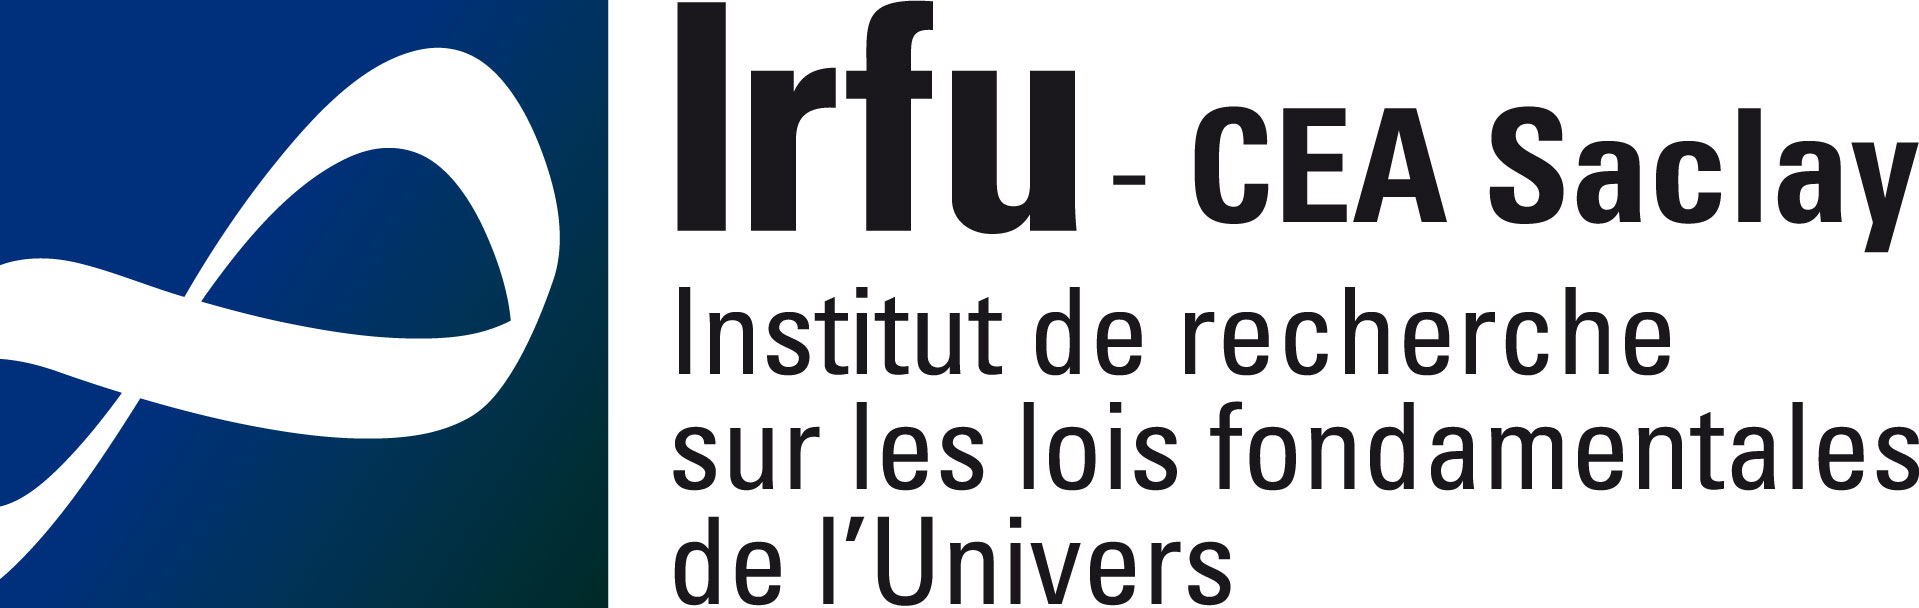 Irfu - CEA Saclay
Institut de recherche
sur les lois fondamentales
de l’Univers